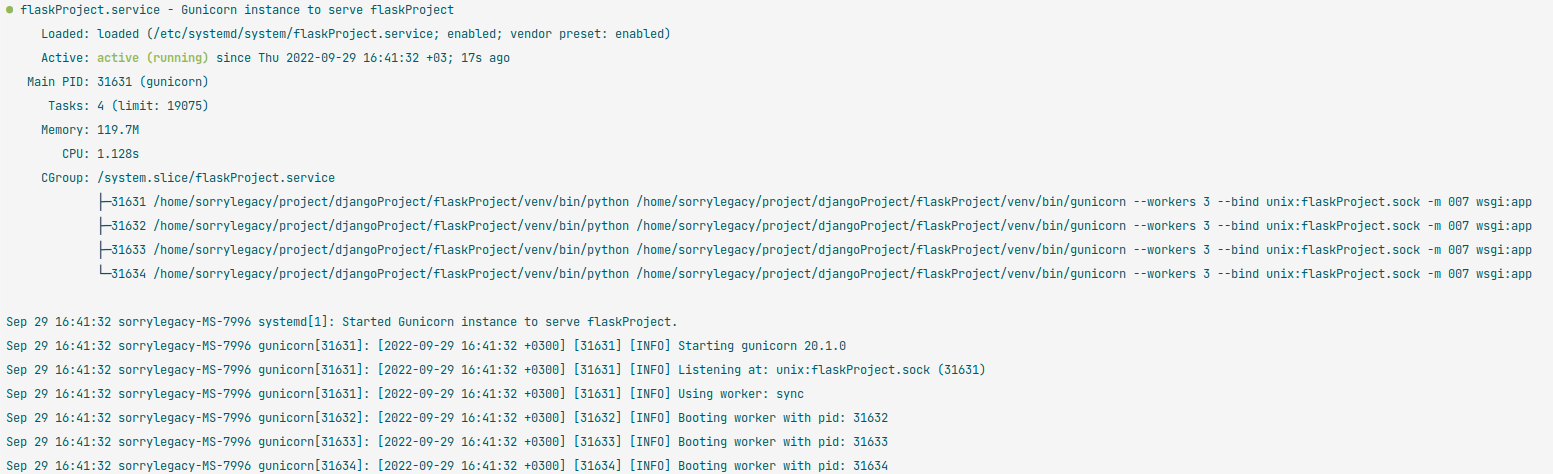 ● flaskProject.service - Gunicorn instance to serve flaskProject
Loaded: loaded (/etc/systemd/system/flaskProject.service; enabled; vendor preset: enabled)
Active: active (running) since Thu 2022-09-29 16:41:32 +03; 17s ago
Main PID: 31631 (gunicorn)
Tasks: 4 (limit: 19075)
Memory: 119.7M
CPU: 1.128s
CGroup: /system.slice/flaskProject.service
├─31631 /home/sorrylegacy/project/djangoProject/flaskProject/venv/bin/python /home/sorrylegacy/project/djangoProject/flaskProject/venv/bin/gunicorn --workers 3 --bind unix:flaskProject.sock -m 007 wsgi:app
├─31632 /home/sorrylegacy/project/djangoProject/flaskProject/venv/bin/python /home/sorrylegacy/project/djangoProject/flaskProject/venv/bin/gunicorn --workers 3 --bind unix:flaskProject.sock -m 007 wsgi:app
├─31633 /home/sorrylegacy/project/djangoProject/flaskProject/venv/bin/python /home/sorrylegacy/project/djangoProject/flaskProject/venv/bin/gunicorn --workers 3 --bind unix:flaskProject.sock -m 007 wsgi:app
└─31634 /home/sorrylegacy/project/djangoProject/flaskProject/venv/bin/python /home/sorrylegacy/project/djangoProject/flaskProject/venv/bin/gunicorn --workers 3 --bind unix:flaskProject.sock -m 007 wsgi:app
Sep 29 16:41:32 sorrylegacy-MS-7996 systemd[1]: Started Gunicorn instance to serve flaskProject.
Sep 29 16:41:32 sorrylegacy-MS-7996 gunicorn[31631]: [2022-09-29 16:41:32 +0300] [31631] [INFO] Starting gunicorn 20.1.0
Sep 29 16:41:32 sorrylegacy-MS-7996 gunicorn[31631]: [2022-09-29 16:41:32 +0300] [31631] [INFO] Listening at: unix:flaskProject.sock (31631)
Sep 29 16:41:32 sorrylegacy-MS-7996 gunicorn[31631]: [2022-09-29 16:41:32 +0300] [31631] [INFO] Using worker: sync
Sep 29 16:41:32 sorrylegacy-MS-7996 gunicorn[31632]: [2022-09-29 16:41:32 +0300] [31632] [INFO] Booting worker with pid: 31632
Sep 29 16:41:32 sorrylegacy-MS-7996 gunicorn[31633]: [2022-09-29 16:41:32 +0300] [31633] [INFO] Booting worker with pid: 31633
Sep 29 16:41:32 sorrylegacy-MS-7996 gunicorn[31634]: [2022-09-29 16:41:32 +0300] [31634] [INFO] Booting worker with pid: 31634